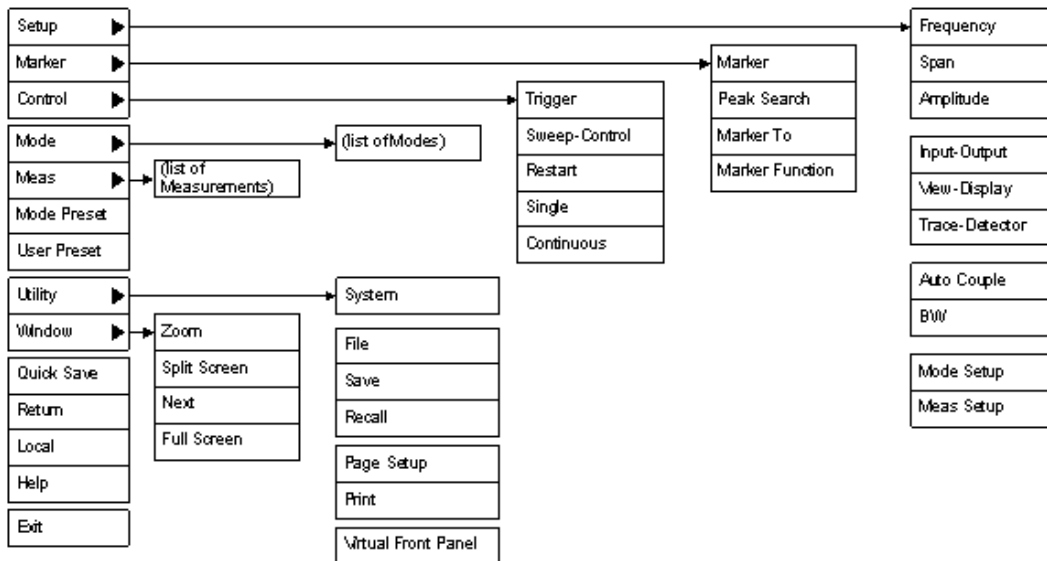 Setup
Marker
Control
Mode
Meas
Mode Preset
User Preset
Utility
Window
Quick Save
Return
Local
Help
Exit
(list of
Measurements)
Zoom
Split Screen
Next
Full Screen
(list of Modes)
System
File
Save
Recall
Page Setup
Print
Virtual Front Panel
Trigger
Sweep-Control
Restart
Single
Continuous
Marker
Peak Search
Marker To
Marker Function
Frequency
Span
Amplitude
Input-Output
View-Display
Trace-Detector
Auto Couple
BW
Mode Setup
Meas Setup